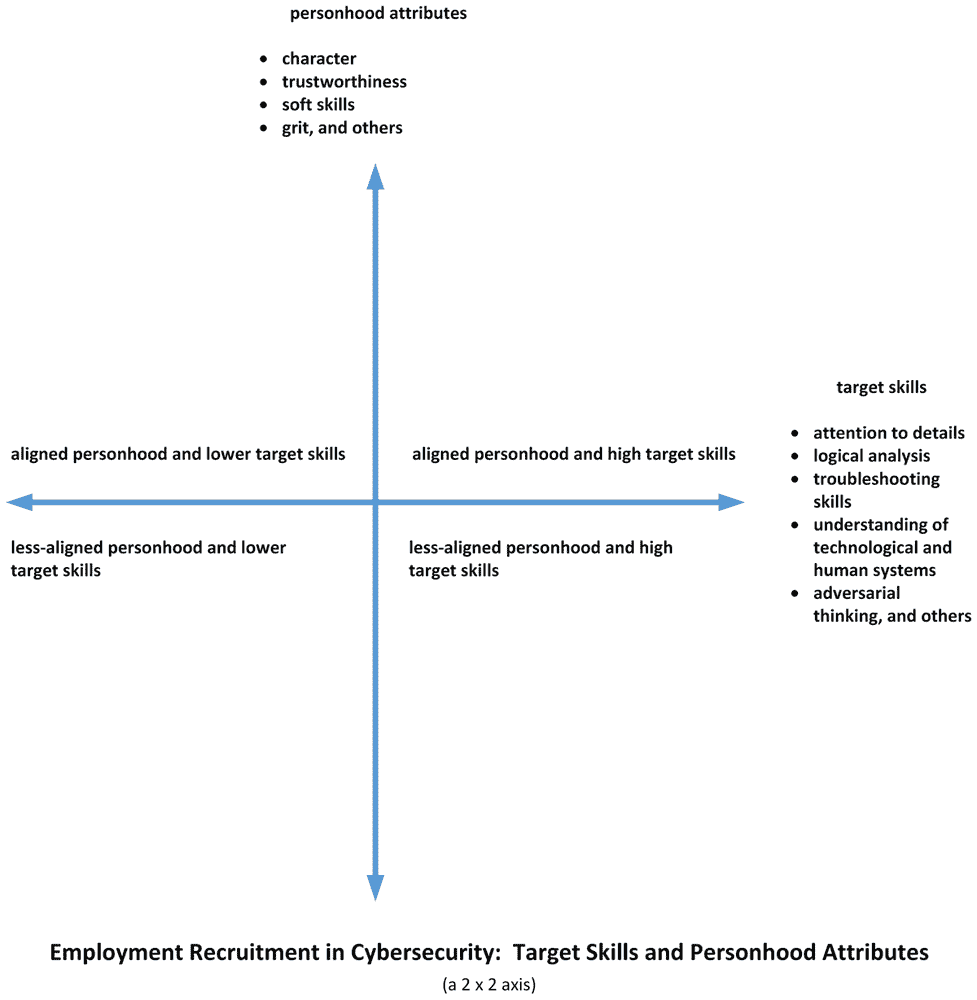 personhood attributes
• character
• trustworthiness
• soft skills
• grit, and others
target skills
• attention to details
• logical analysis
• troubleshooting
skills
• understanding of
technological and
human systems
• adversarial
thinking, and others
aligned personhood and lower target skills
aligned personhood and high target skills
less-aligned personhood and lower
target skills
less-aligned personhood and high
target skills
Employment Recruitment in Cybersecurity:  Target Skills and Personhood Attributes
(a 2 x 2 axis)